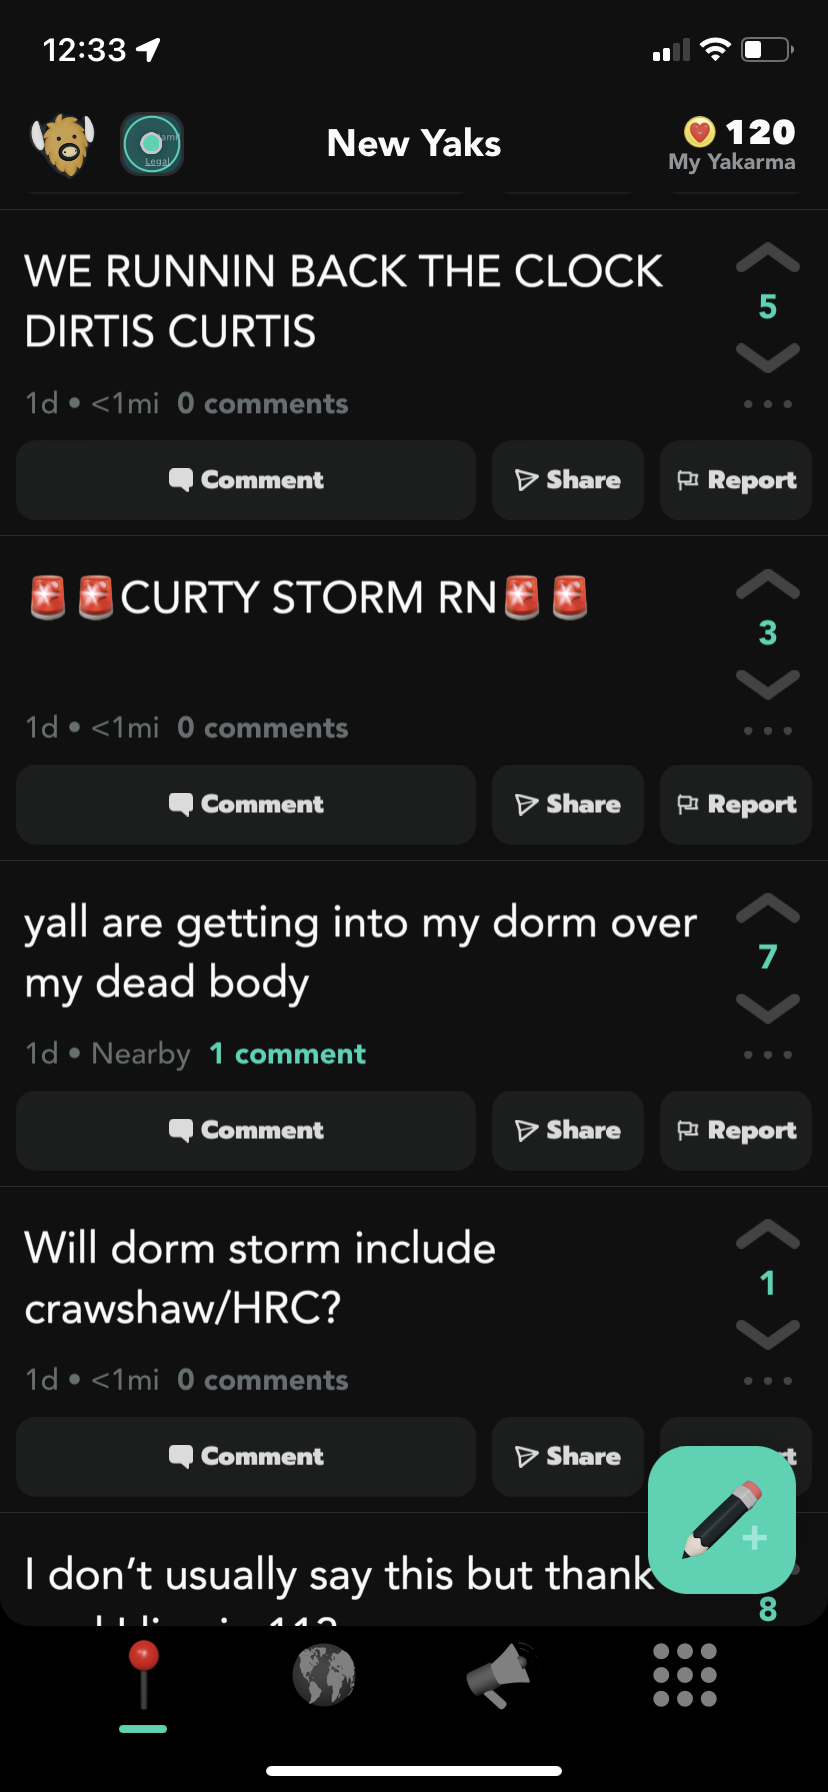 12:33
Legal
New Yaks
120
My Yakarma
WE RUNNIN BACK THE CLOCK
DIRTIS CURTIS
5
1d • <1mi 0 comments
Comment
Share
Report
🚨🚨CURTY STORM RN🚨🚨
3
1d • <1mi 0 comments
Comment
Share
Report
yall are getting into my dorm over
my dead body
7
1d • Nearby 1 comment
Comment
Share
Report
Will dorm storm include
crawshaw/HRC?
1
1d • <1mi 0 comments
Comment
Share
I don’t usually say this but thank
8